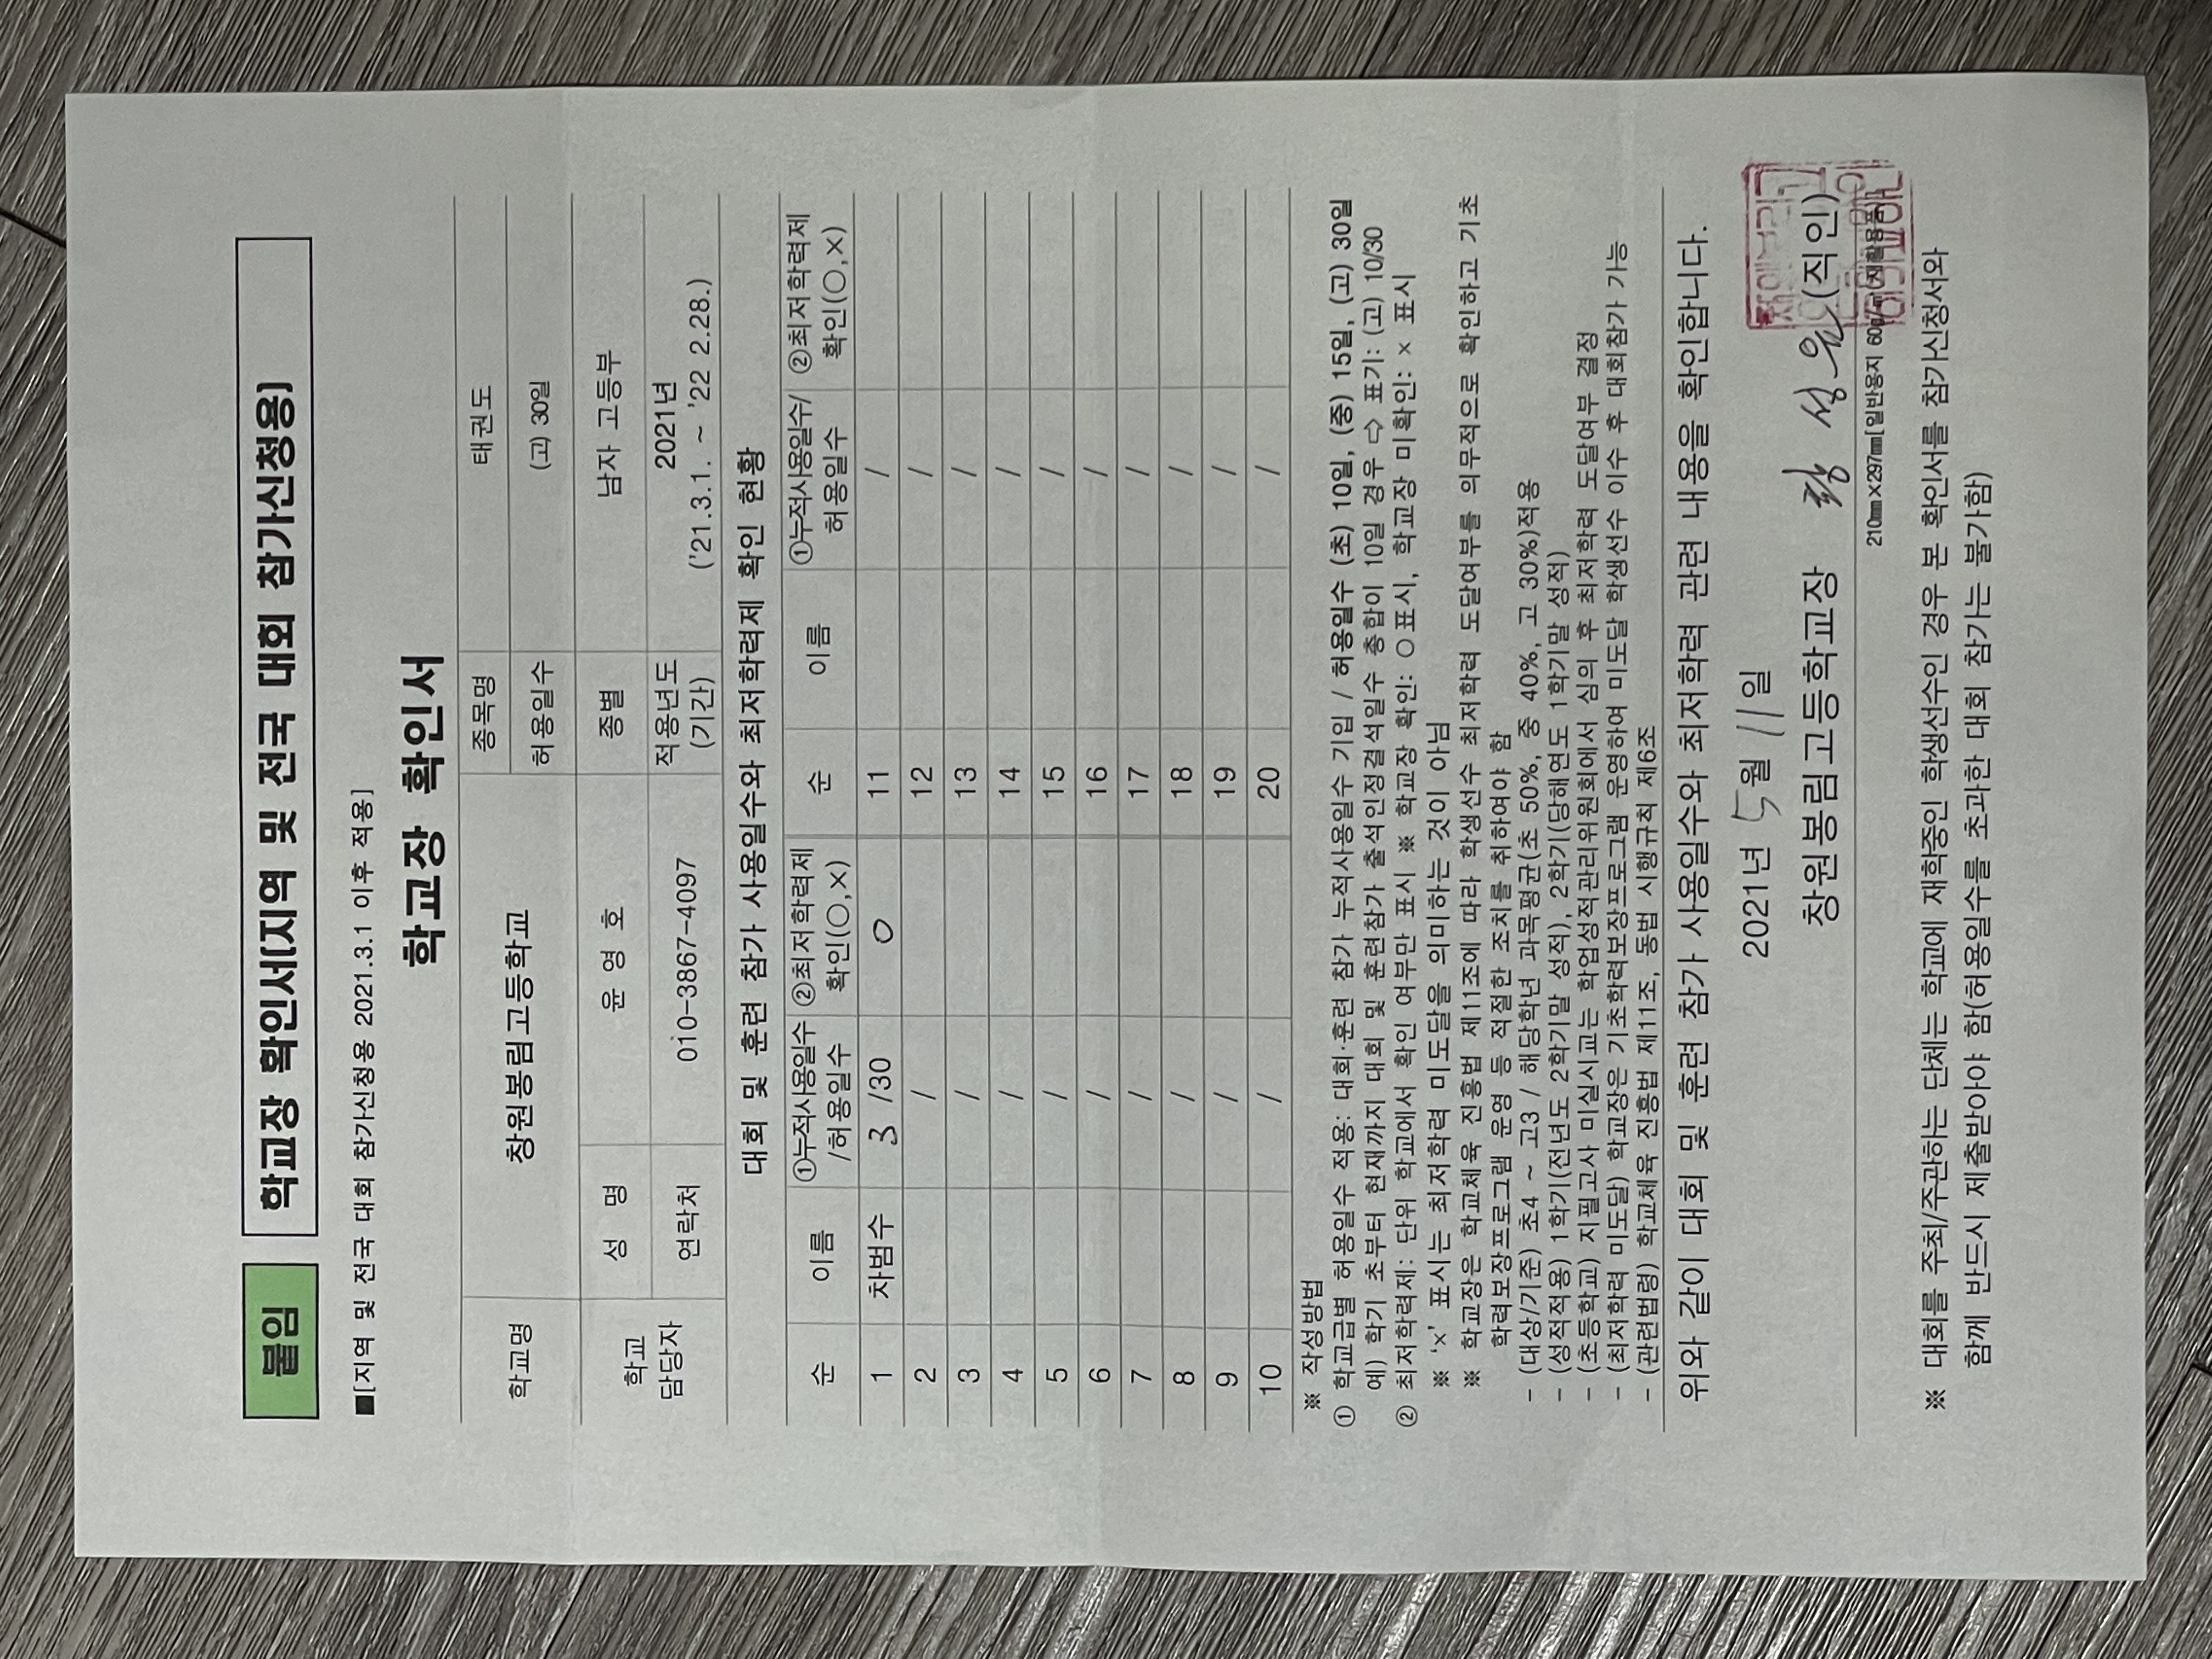 붙임 학교장 확인서(지역 및 전국 대회 참가신청용)
■[지역 및 전국 대회 참가신청용 2021.3.1 이후 적용]
학교장 확인서
학교명 창원봉림고등학교 종목명 태권도
허용일수 (고) 30일
학교 담당자 성 명 윤 영 호 종별 남자 고등부
연락처 010-3867-4097 적용년도 (기간) 2021년 ('21.3.1. ~ '22 2.28.)
대회 및 훈련 참가 사용일수와 최저학력제 확인 현황
순 이름 ①누적사용일수/허용일수 ②최저학력제 확인(○,×) 순 이름 ①누적사용일수/허용일수 ②최저학력제 확인(○,×)
1 차범수 3 /30 O 11 /
2 / 12 /
3 / 13 /
4 / 14 /
5 / 15 /
6 / 16 /
7 / 17 /
8 / 18 /
9 / 19 /
10 / 20 /
※ 작성방법
① 학교급별 허용일수 적용: 대회·훈련 참가 누적사용일수 기입 / 허용일수 (초) 10일, (중) 15일, (고) 30일
예) 학기 초부터 현재까지 대회 및 훈련참가 출석인정결석일수 총합이 10일 경우 ⇨ 표기: (고) 10/30
② 최저학력제: 단위 학교에서 확인 여부만 표시 ※ 학교장 확인: ○표시, 학교장 미확인: × 표시
※ '×' 표시는 최저학력 미도달을 의미하는 것이 아님
※ 학교장은 학교체육 진흥법 제11조에 따라 학생선수 최저학력 도달여부를 의무적으로 확인하고 기초
학력보장프로그램 운영 등 적절한 조치를 취하여야 함
- (대상/기준) 초4 ~ 고3 / 해당학년 과목평균(초 50%, 중 40%, 고 30%)적용
- (성적적용) 1학기(전년도 2학기말 성적), 2학기(당해연도 1학기말 성적)
- (초등학교) 지필고사 미실시교는 학업성적관리위원회에서 심의 후 최저학력 도달여부 결정
- (최저학력 미도달) 학교장은 기초학력보장프로그램 운영하여 미도달 학생선수 이수 후 대회참가 가능
- (관련법령) 학교체육 진흥법 제11조, 동법 시행규칙 제6조
위와 같이 대회 및 훈련 참가 사용일수와 최저학력 관련 내용을 확인합니다.
2021년 5월 11일
창원봉림고등학교장 성 (직인)
210㎜×297㎜[일반용지 60g/㎡(재활용품)]
※ 대회를 주최/주관하는 단체는 학교에 재학중인 학생선수인 경우 본 확인서를 참가신청서와
함께 반드시 제출받아야 함(허용일수를 초과한 대회 참가는 불가함)